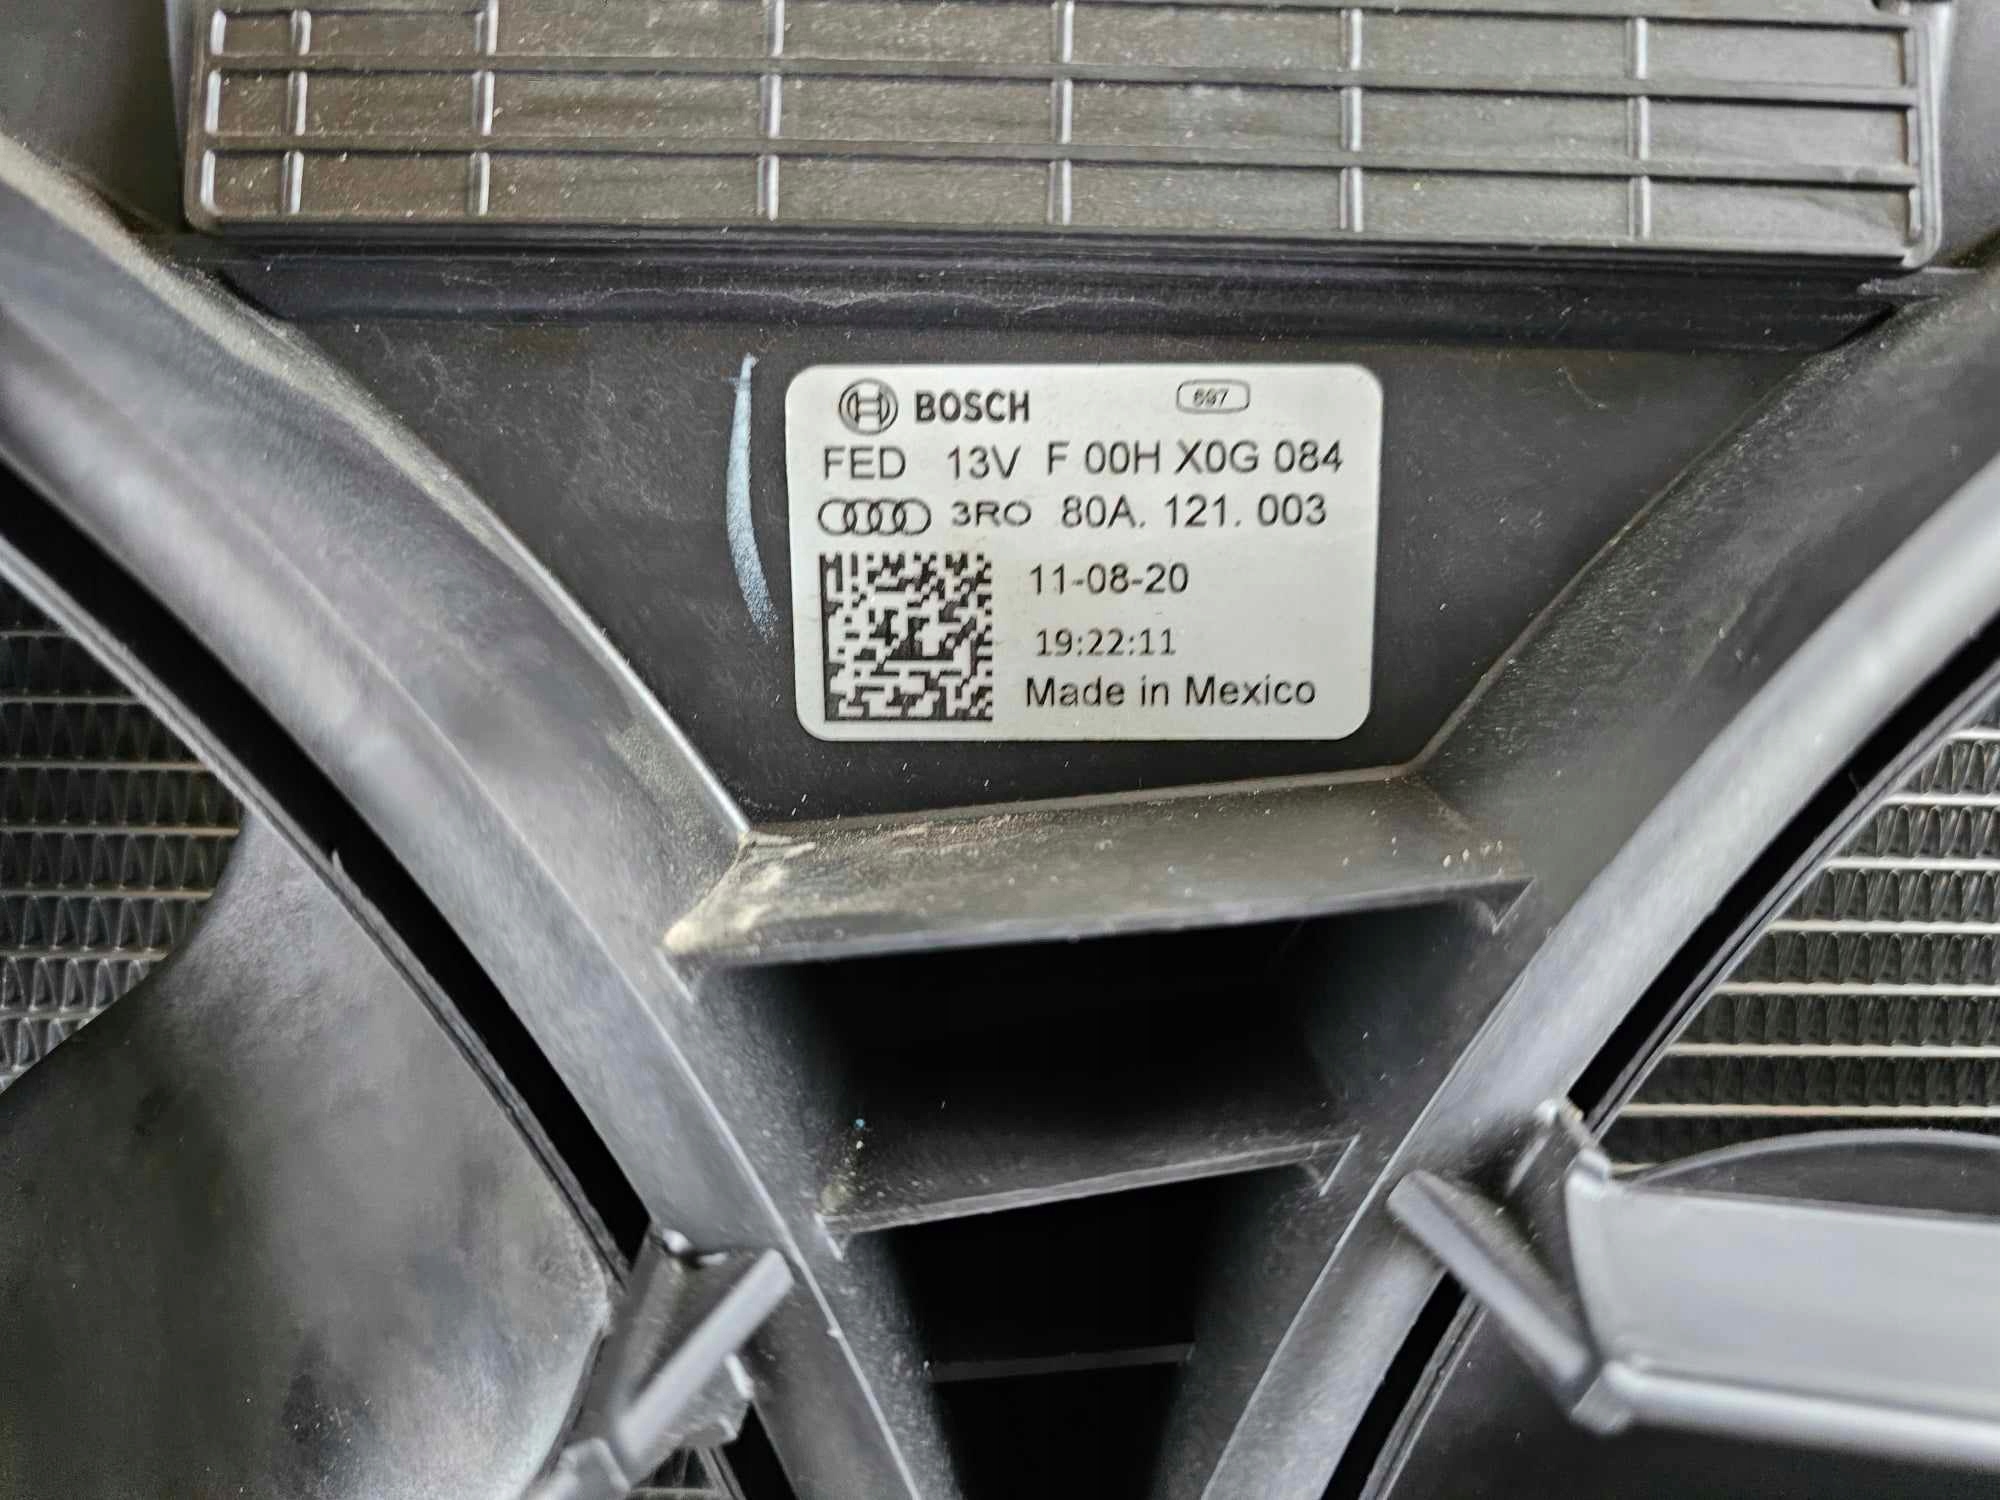 BOSCH 697
FED 13V F 00H X0G 084
3RO 80A. 121. 003
11-08-20
19:22:11
Made in Mexico